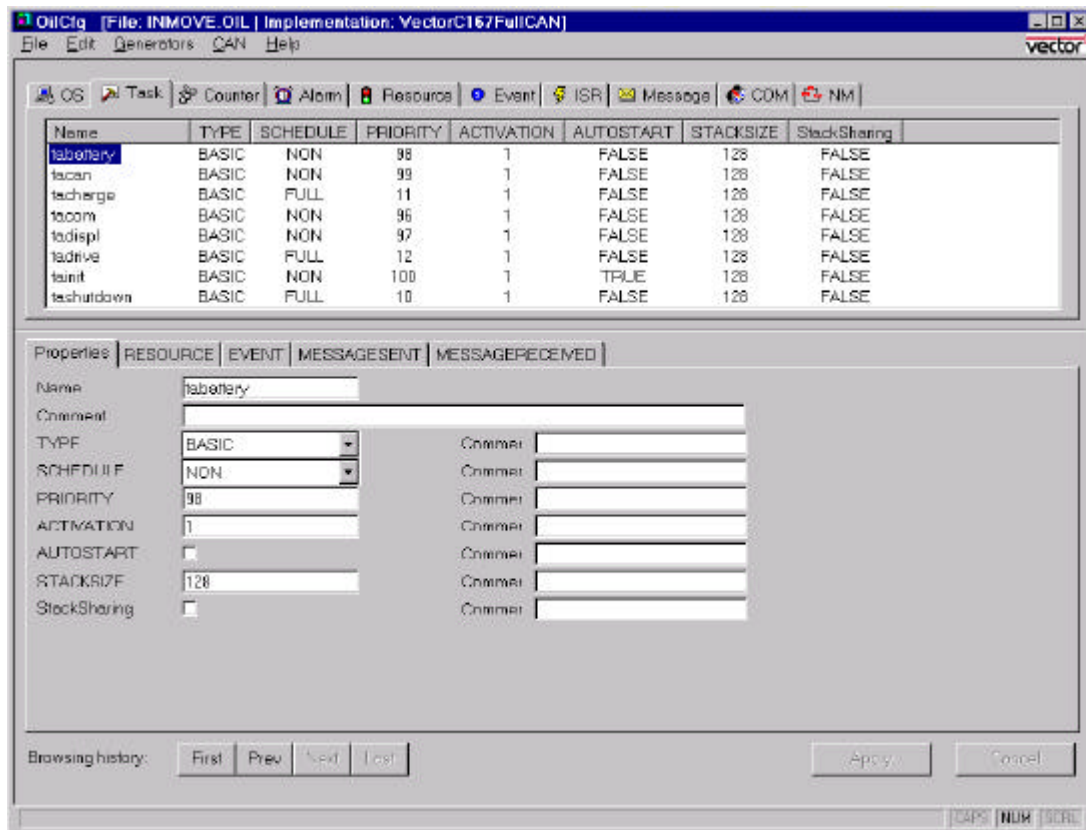 OilCfg [File: INMOVE.OIL | Implementation: VectorC167FullCAN]
File Edit Generators CAN Help
vector
OS Task Counter Alarm Resource Event ISR Message COM NM
Name TYPE SCHEDULE PRIORITY ACTIVATION AUTOSTART STACKSIZE StackSharing
tabattery BASIC NON 98 1 FALSE 128 FALSE
tacan BASIC NON 99 1 FALSE 128 FALSE
tacharge BASIC FULL 11 1 FALSE 128 FALSE
tacom BASIC NON 96 1 FALSE 128 FALSE
tadispl BASIC NON 97 1 FALSE 128 FALSE
tadrive BASIC FULL 12 1 FALSE 128 FALSE
tainit BASIC NON 100 1 TRUE 128 FALSE
tashutdown BASIC FULL 10 1 FALSE 128 FALSE
Properties RESOURCE EVENT MESSAGESENT MESSAGERECEIVED
Name tabattery
Comment
TYPE BASIC Commer
SCHEDULE NON Commer
PRIORITY 98 Commer
ACTIVATION 1 Commer
AUTOSTART Commer
STACKSIZE 128 Commer
StackSharing Commer
Browsing history: First Prev Next Last Apply Cancel
CAPS NUM SCRL